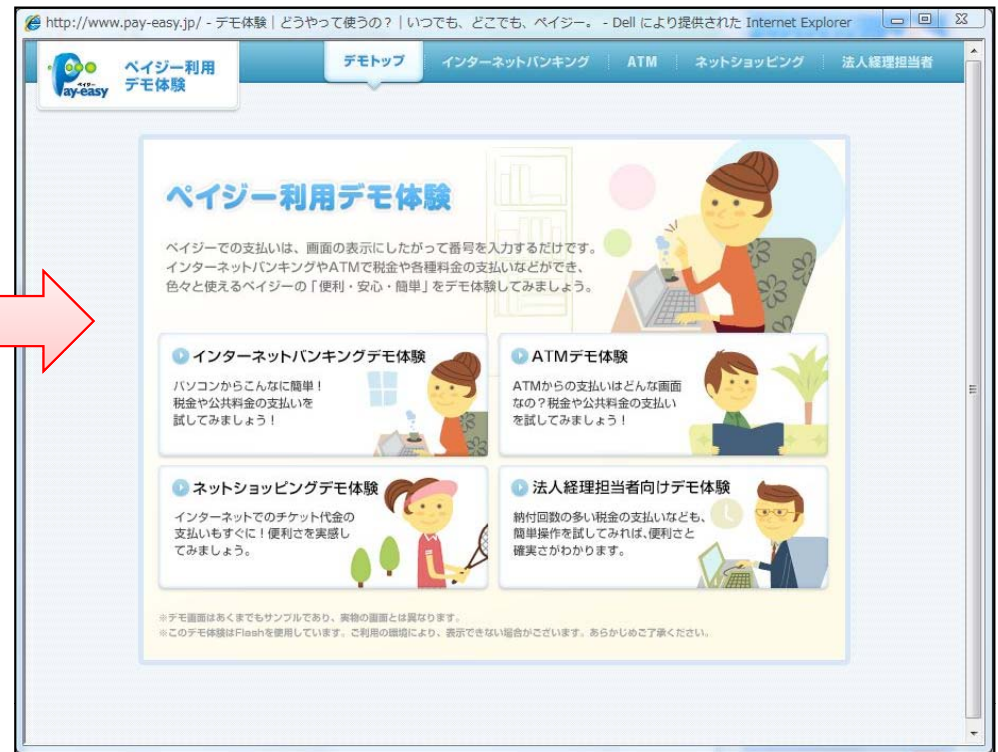 http://www.pay-easy.jp/ - デモ体験｜どうやって使うの？｜いつでも、どこでも、ペイジー。 - Dell により提供された Internet Explorer
ペイジー
Pay-easy
ペイジー利用
デモ体験
デモトップ
インターネットバンキング
ATM
ネットショッピング
法人経理担当者
ペイジー利用デモ体験
ペイジーでの支払いは、画面の表示にしたがって番号を入力するだけです。
インターネットバンキングやATMで税金や各種料金の支払いなどができ、
色々と使えるペイジーの「便利・安心・簡単」をデモ体験してみましょう。
インターネットバンキングデモ体験
パソコンからこんなに簡単！
税金や公共料金の支払いを
試してみましょう！
ATMデモ体験
ATMからの支払いはどんな画面
なの？税金や公共料金の支払い
を試してみましょう！
ネットショッピングデモ体験
インターネットでのチケット代金の
支払いもすぐに！便利さを実感し
てみましょう。
法人経理担当者向けデモ体験
納付回数の多い税金の支払いなども、
簡単操作を試してみれば、便利さと
確実さがわかります。
※デモ画面はあくまでもサンプルであり、実物の画面とは異なります。
※このデモ体験はFlashを使用しています。ご利用の環境により、表示できない場合がございます。あらかじめご了承ください。